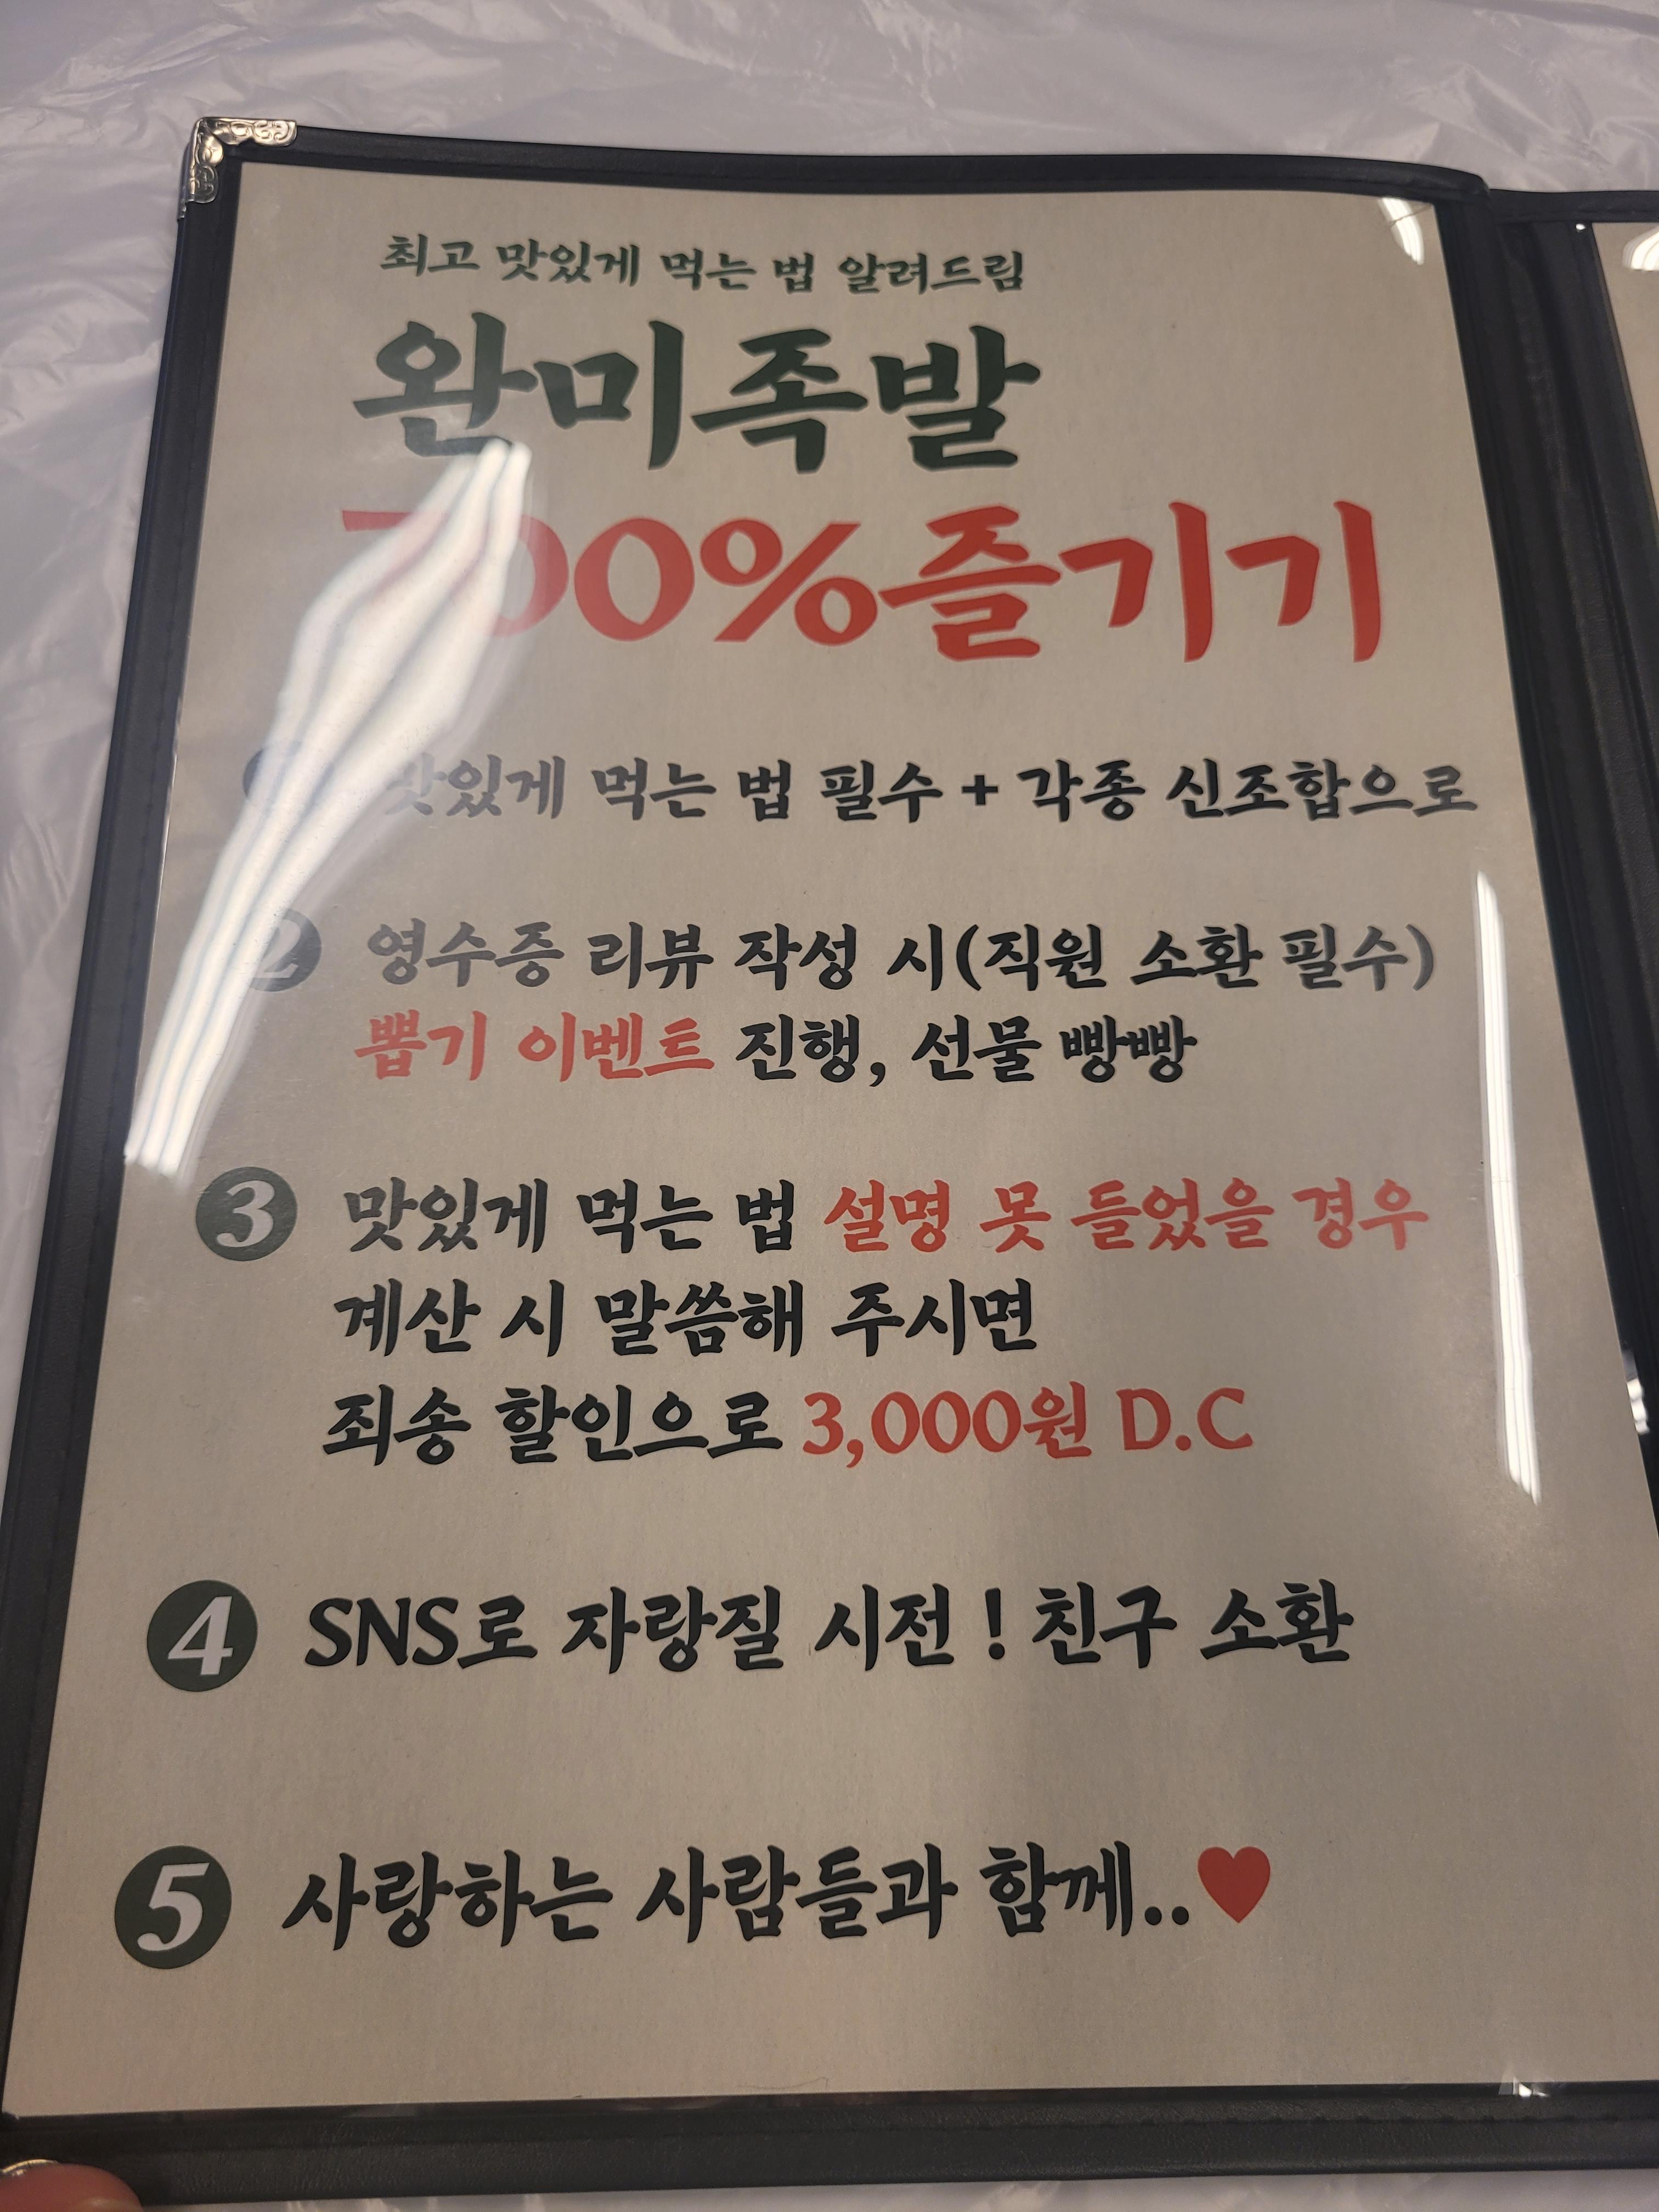 최고 맛있게 먹는 법 알려드림
완미족발
즐기기
맛있게 먹는 법 필수 + 각종 신조합으로
2 영수증 리뷰 작성 시(직원 소환 필수)
뽑기 이벤트 진행, 선물 빵빵
3 맛있게 먹는 법 설명 못 들었을 경우
계산 시 말씀해 주시면
죄송 할인으로 3,000원 D.C
4 SNS로 자랑질 시전 ! 친구 소환
5 사랑하는 사람들과 함께..♥